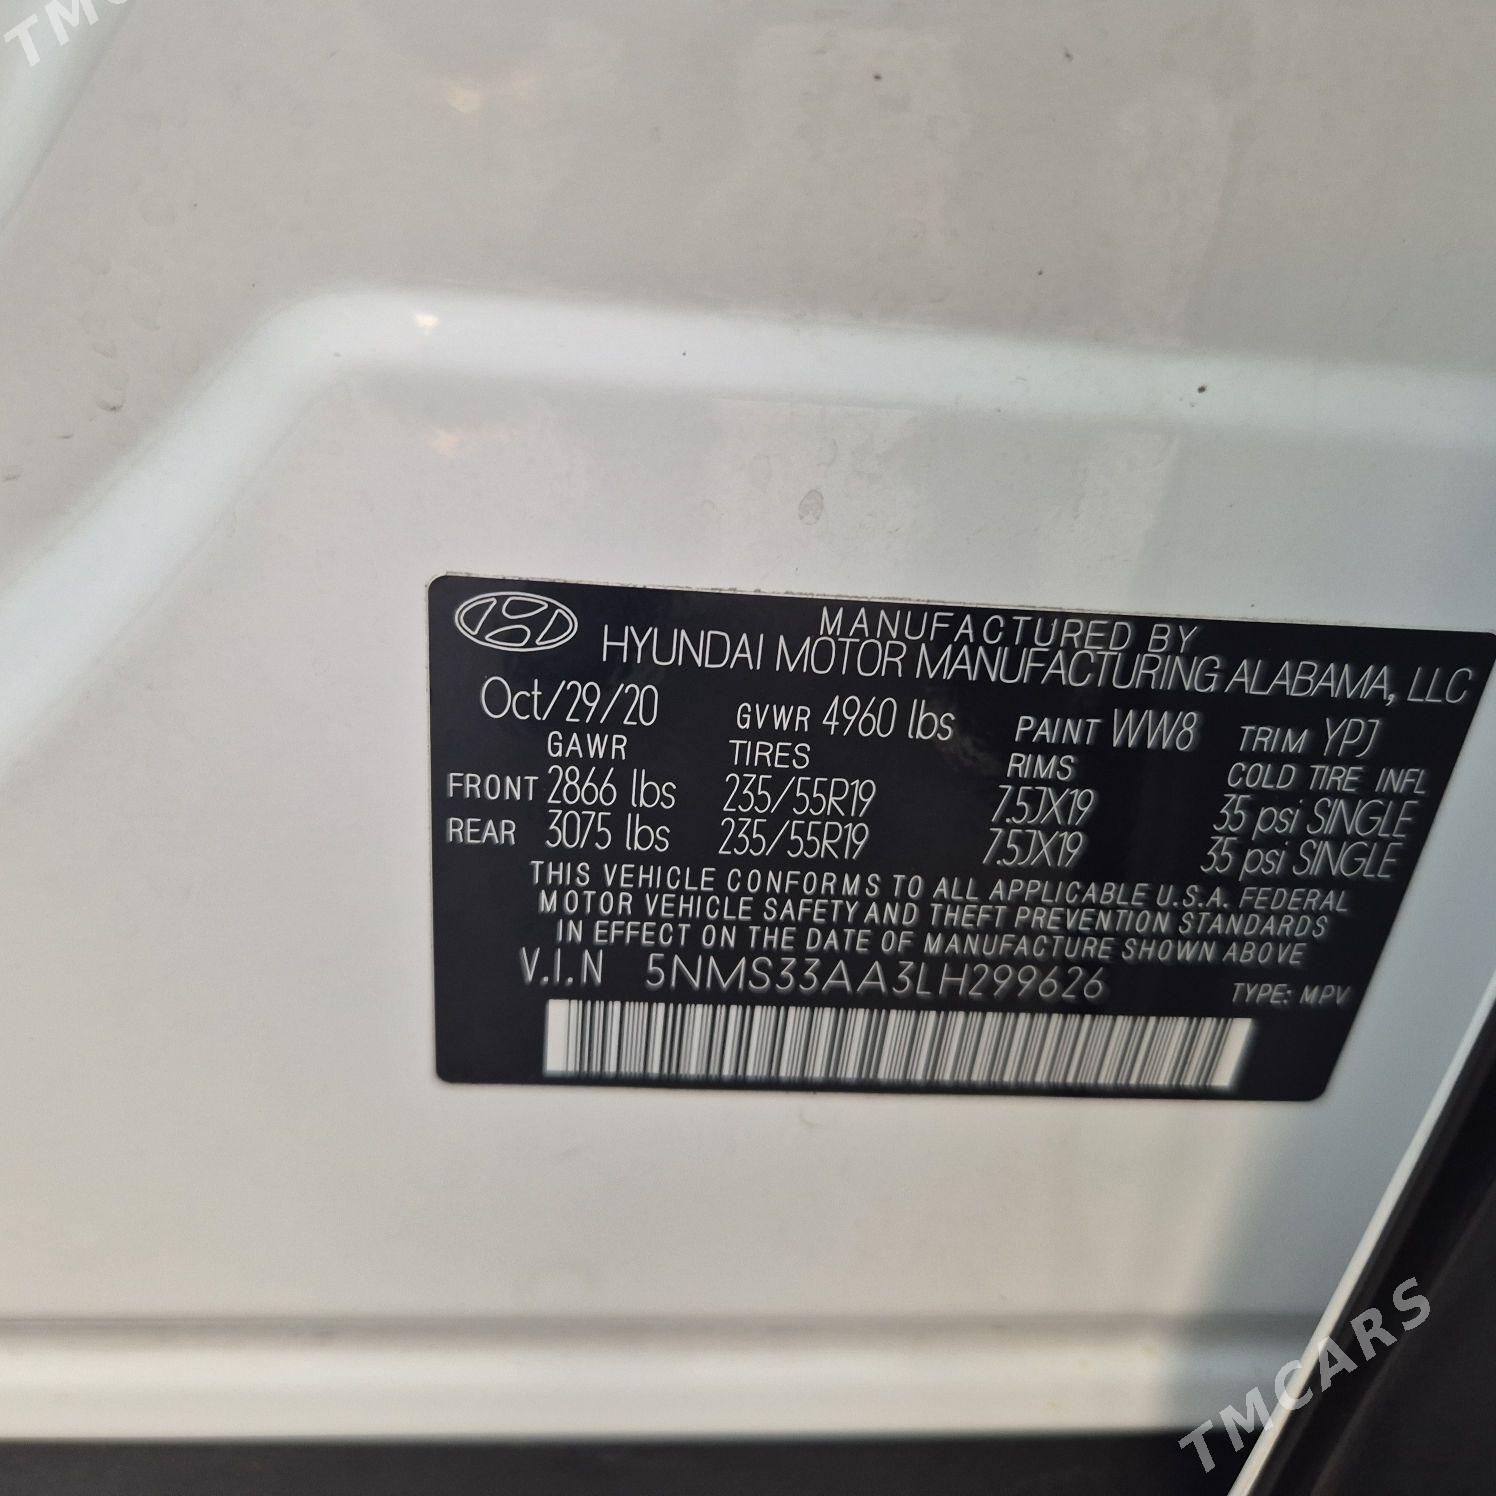 TMC
MANUFACTURED BY
HYUNDAI MOTOR MANUFACTURING ALABAMA, LLC
Oct/29/20 GVWR 4960 lbs PAINT WW8 TRIM YPJ
GAWR TIRES RIMS COLD TIRE INFL
FRONT 2866 lbs 235/55R19 7.5JX19 35 psi SINGLE
REAR 3075 lbs 235/55R19 7.5JX19 35 psi SINGLE
THIS VEHICLE CONFORMS TO ALL APPLICABLE U.S.A. FEDERAL
MOTOR VEHICLE SAFETY AND THEFT PREVENTION STANDARDS
IN EFFECT ON THE DATE OF MANUFACTURE SHOWN ABOVE
V.I.N 5NMS33AA3LH299626 TYPE: MPV
TMCARS